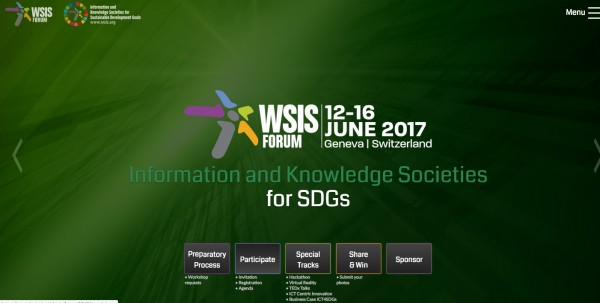 WSIS
FORUM
Information and
Knowledge Societies for
Sustainable Development Goals
www.wsis.org
Menu
WSIS
FORUM
12-16
JUNE 2017
Geneva | Switzerland
Information and Knowledge Societies
for SDGs
Preparatory
Process
Participate
Special
Tracks
Share
& Win
Sponsor
• Workshop
requests
• Invitation
• Registration
• Agenda
• Hackathon
• Virtual Reality
• TEDx Talks
• ICT Centric Innovation
• Business Case ICT4SDGs
• Submit your
photos